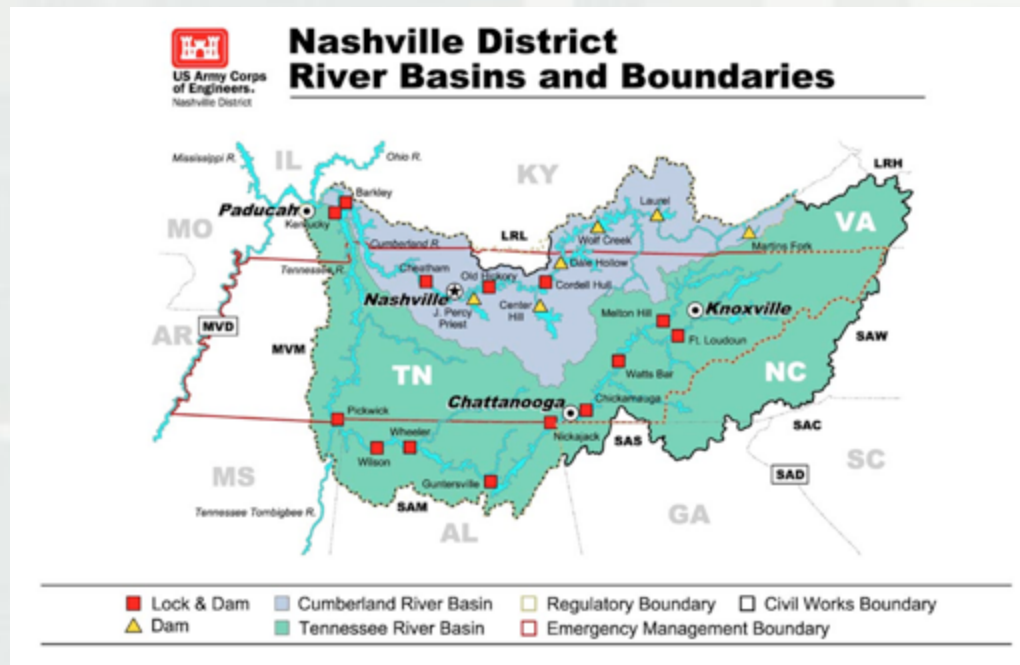 Nashville District
River Basins and Boundaries
US Army Corps
of Engineers.
Nashville District
Mississippi R.
IL
Ohio R.
KY
LRH
Barkley
Paducah
Kentucky
Laurel
VA
MO
Cumberland R.
LRL
Wolf Creek
Martins Fork
Tennessee R.
Cheatham
Old Hickory
Dale Hollow
Cordell Hull
Nashville
J. Percy
Priest
Center
Hill
Melton Hill
Knoxville
MVD
AR
MVM
Ft. Loudoun
SAW
TN
Watts Bar
NC
Chattanooga
Chickamauga
Pickwick
Nickajack
SAS
SAC
Wheeler
Wilson
MS
Guntersville
SC
SAD
Tennessee Tombigbee R.
SAM
AL
GA
Lock & Dam
Cumberland River Basin
Regulatory Boundary
Civil Works Boundary
Dam
Tennessee River Basin
Emergency Management Boundary